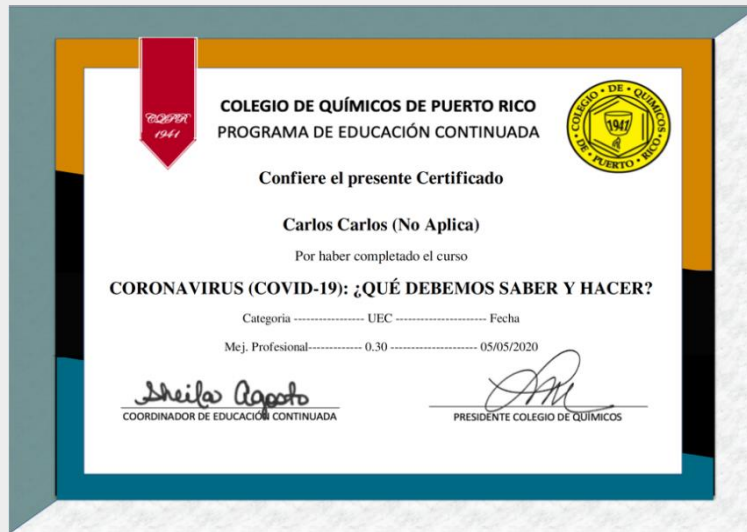 CQPR
1941
COLEGIO DE QUÍMICOS DE PUERTO RICO
PROGRAMA DE EDUCACIÓN CONTINUADA
COLEGIO · DE · QUIMICOS
DE · PUERTO · RICO
1941
Confiere el presente Certificado
Carlos Carlos (No Aplica)
Por haber completado el curso
CORONAVIRUS (COVID-19): ¿QUÉ DEBEMOS SABER Y HACER?
Categoria ----------------- UEC ---------------------- Fecha
Mej. Profesional------------- 0.30 --------------------- 05/05/2020
Sheila Agosto
COORDINADOR DE EDUCACIÓN CONTINUADA
PRESIDENTE COLEGIO DE QUÍMICOS